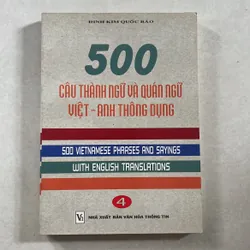 ĐINH KIM QUỐC BẢO
500
CÂU THÀNH NGỮ VÀ QUÁN NGỮ
VIỆT - ANH THÔNG DỤNG
500 VIETNAMESE PHRASES AND SAYINGS
WITH ENGLISH TRANSLATIONS
4
NHÀ XUẤT BẢN VĂN HÓA THÔNG TIN